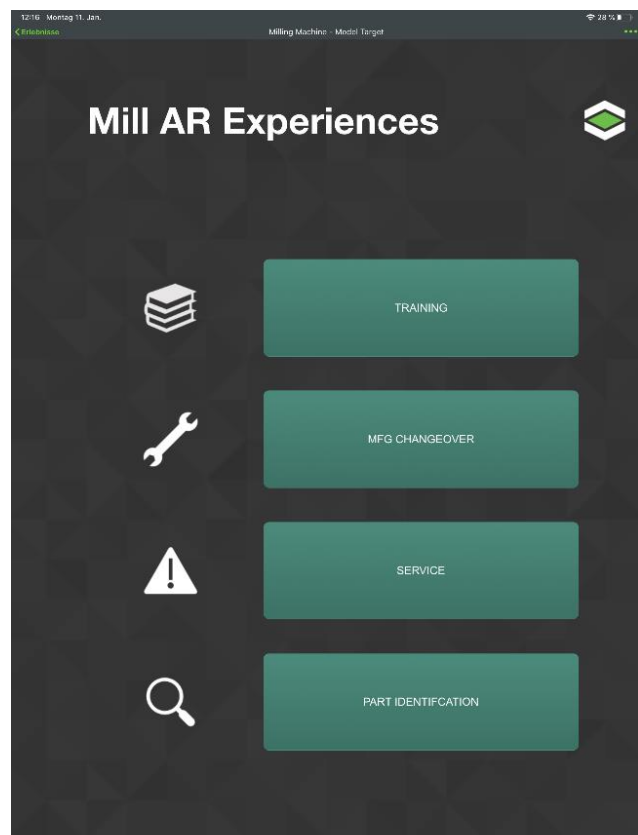 12:16 Montag 11. Jan. 28 %
Erlebnisse Milling Machine - Model Target
Mill AR Experiences
TRAINING
MFG CHANGEOVER
SERVICE
PART IDENTIFCATION